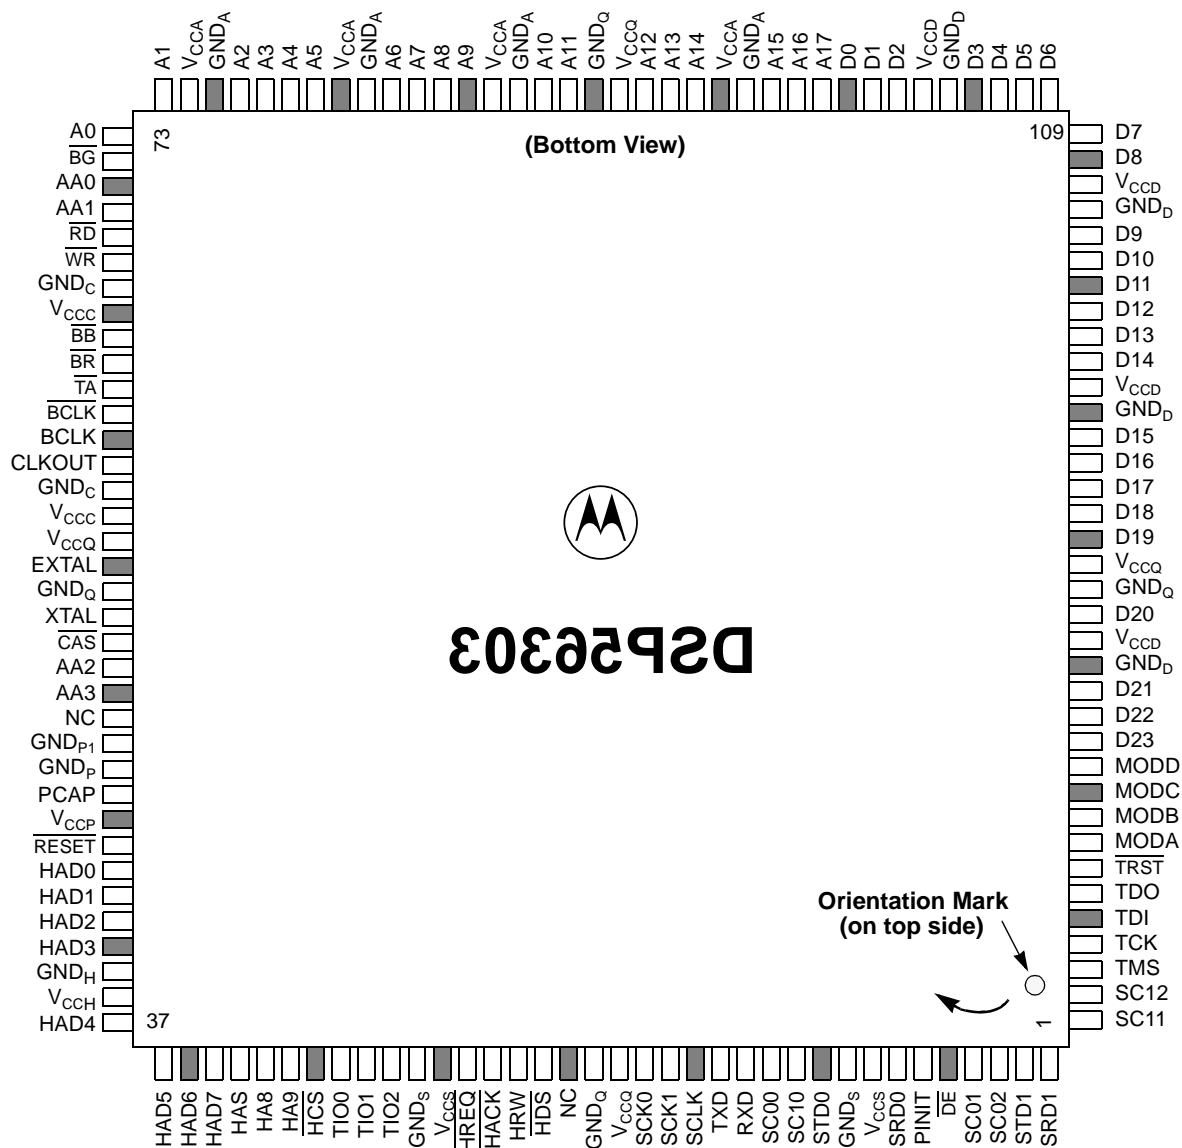 A1
VCCA
GNDA
A2
A3
A4
A5
VCCA
GNDA
A6
A7
A8
A9
VCCA
GNDA
A10
A11
GNDQ
VCCQ
A12
A13
A14
VCCA
GNDA
A15
A16
A17
D0
D1
D2
VCCD
GNDD
D3
D4
D5
D6
73
(Bottom View)
109
A0
BG
AA0
AA1
RD
WR
GNDC
VCCC
BB
BR
TA
BCLK
BCLK
CLKOUT
GNDC
VCCC
VCCQ
EXTAL
GNDQ
XTAL
CAS
AA2
AA3
NC
GNDP1
GNDP
PCAP
VCCP
RESET
HAD0
HAD1
HAD2
HAD3
GNDH
VCCH
HAD4
DSP56303
Orientation Mark
(on top side)
D7
D8
VCCD
GNDD
D9
D10
D11
D12
D13
D14
VCCD
GNDD
D15
D16
D17
D18
D19
VCCQ
GNDQ
D20
VCCD
GNDD
D21
D22
D23
MODD
MODC
MODB
MODA
TRST
TDO
TDI
TCK
TMS
SC12
SC11
37
1
HAD5
HAD6
HAD7
HAS
HA8
HA9
HCS
TIO0
TIO1
TIO2
GNDS
VCCS
HREQ
HACK
HRW
HDS
NC
GNDQ
VCCQ
SCK0
SCK1
SCLK
TXD
RXD
SC00
SC10
STD0
GNDS
VCCS
SRD0
PINIT
DE
SC01
SC02
STD1
SRD1